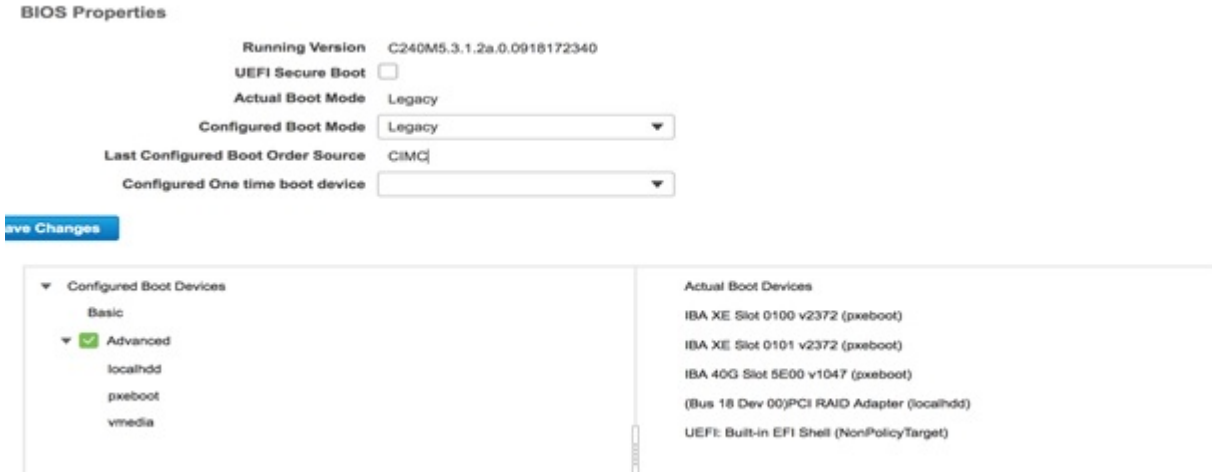 BIOS Properties
Running Version C240M5.3.1.2a.0.0918172340
UEFI Secure Boot
Actual Boot Mode Legacy
Configured Boot Mode Legacy
Last Configured Boot Order Source CIMC
Configured One time boot device
ave Changes
Configured Boot Devices
Basic
Advanced
localhdd
pxeboot
vmedia
Actual Boot Devices
IBA XE Slot 0100 v2372 (pxeboot)
IBA XE Slot 0101 v2372 (pxeboot)
IBA 40G Slot 5E00 v1047 (pxeboot)
(Bus 18 Dev 00)PCI RAID Adapter (localhdd)
UEFI: Built-in EFI Shell (NonPolicyTarget)